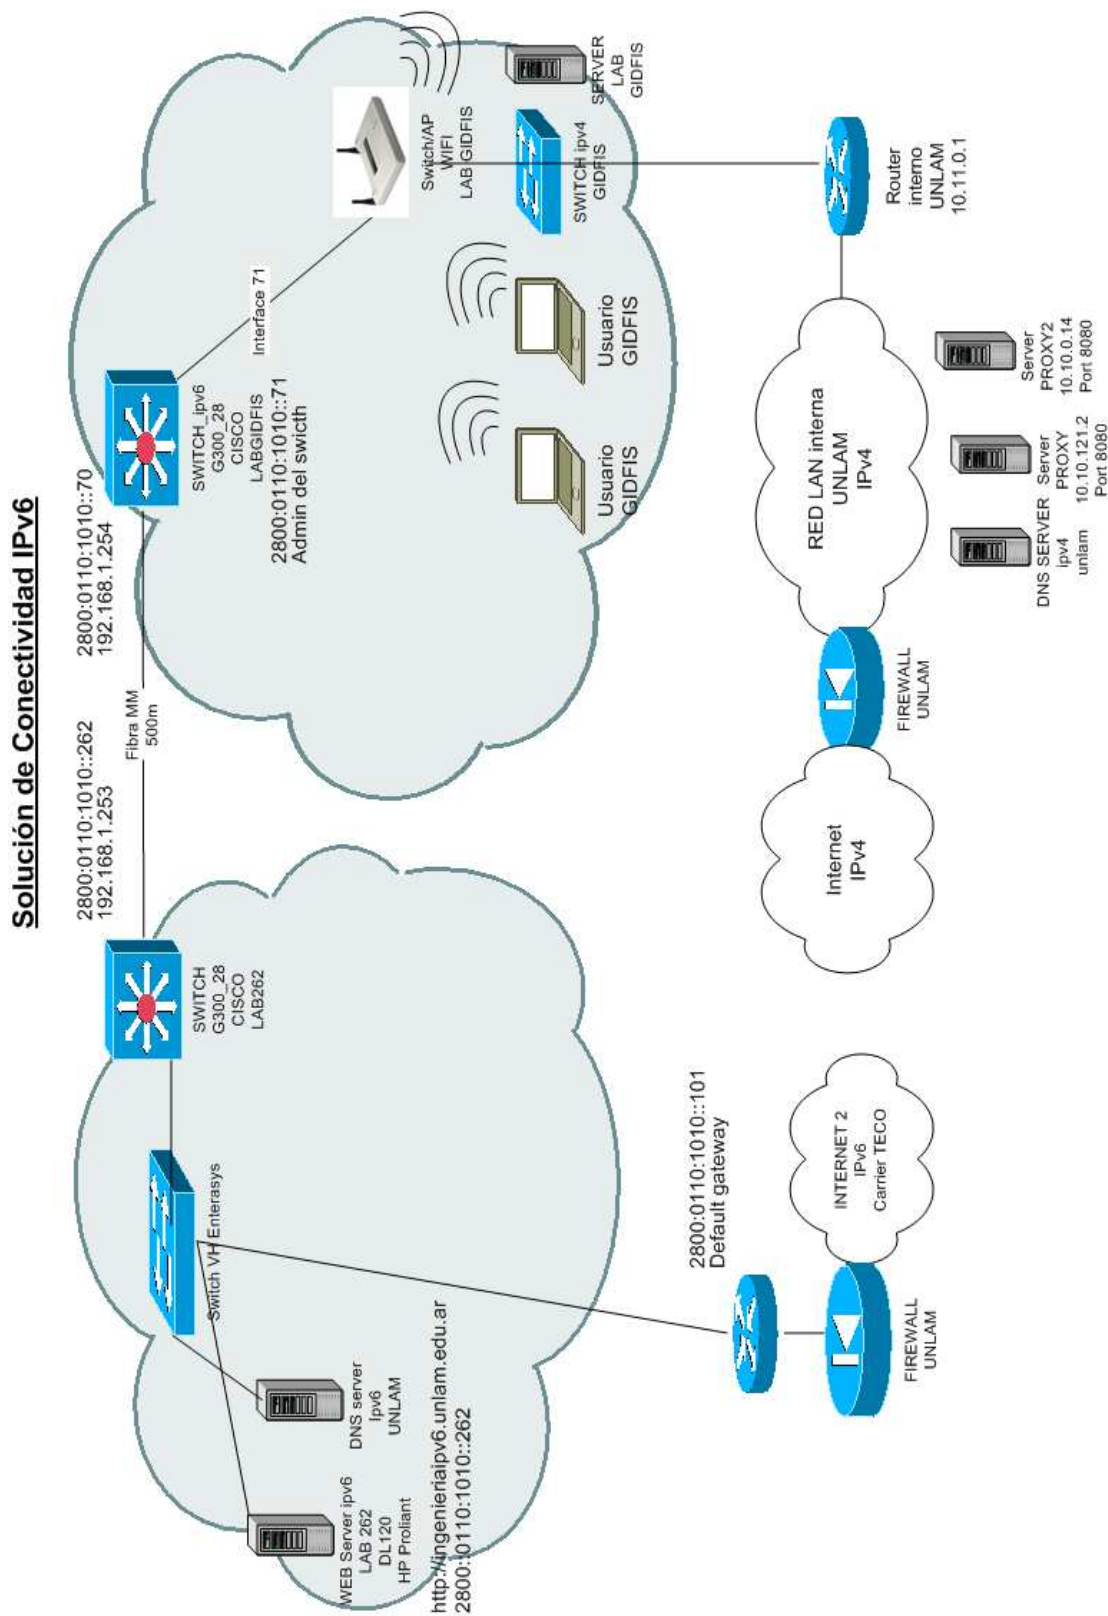 Solución de Conectividad IPv6
WEB Server ipv6
LAB 262
DL120
HP Proliant
http://ingenieriaipv6.unlam.edu.ar
2800:0110:1010::262
DNS server
Ipv6
UNLAM
Switch VH Enterasys
SWITCH
G300_28
CISCO
LAB262
2800:0110:1010::262
192.168.1.253
Fibra MM
500m
2800:0110:1010::70
192.168.1.254
SWITCH_ipv6
G300_28
CISCO
LABGIDFIS
2800:0110:1010::71
Admin del swicth
Interface 71
Switch/AP
WIFI
LAB GIDFIS
Usuario
GIDFIS
Usuario
GIDFIS
SWITCH ipv4
GIDFIS
SERVER
LAB
GIDFIS
2800:0110:1010::101
Default gateway
FIREWALL
UNLAM
INTERNET 2
IPv6
Carrier TECO
Internet
IPv4
FIREWALL
UNLAM
RED LAN interna
UNLAM
IPv4
Router
interno
UNLAM
10.11.0.1
DNS SERVER
ipv4
unlam
Server
PROXY
10.10.121.2
Port 8080
Server
PROXY2
10.10.0.14
Port 8080